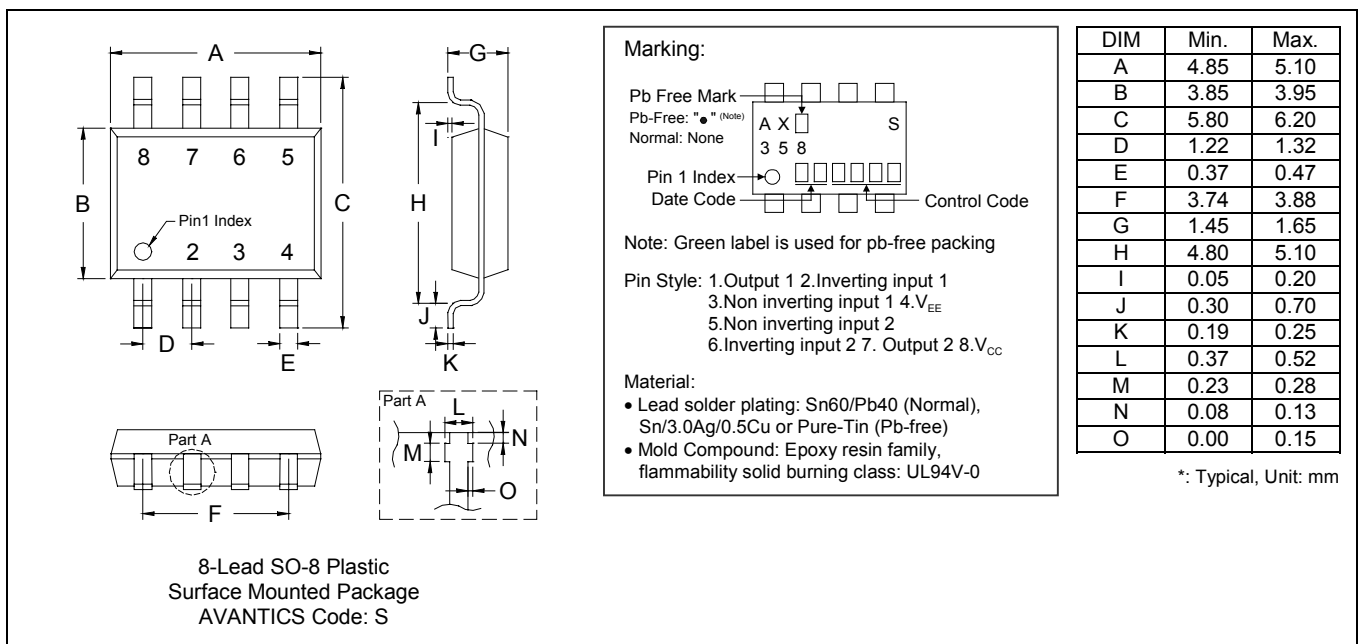 A
8 7 6 5
B
Pin1 Index
2 3 4
C
D
E
G
I
H
J
K
Part A
F
Part A
L
N
M
O
8-Lead SO-8 Plastic
Surface Mounted Package
AVANTICS Code: S
Marking:
Pb Free Mark
Pb-Free: "●" (Note)
Normal: None
A X S
3 5 8
Pin 1 Index
Date Code
Control Code
Note: Green label is used for pb-free packing
Pin Style: 1.Output 1 2.Inverting input 1
3.Non inverting input 1 4.VEE
5.Non inverting input 2
6.Inverting input 2 7. Output 2 8.VCC
Material:
• Lead solder plating: Sn60/Pb40 (Normal),
Sn/3.0Ag/0.5Cu or Pure-Tin (Pb-free)
• Mold Compound: Epoxy resin family,
flammability solid burning class: UL94V-0
DIM Min. Max.
A 4.85 5.10
B 3.85 3.95
C 5.80 6.20
D 1.22 1.32
E 0.37 0.47
F 3.74 3.88
G 1.45 1.65
H 4.80 5.10
I 0.05 0.20
J 0.30 0.70
K 0.19 0.25
L 0.37 0.52
M 0.23 0.28
N 0.08 0.13
O 0.00 0.15
*: Typical, Unit: mm